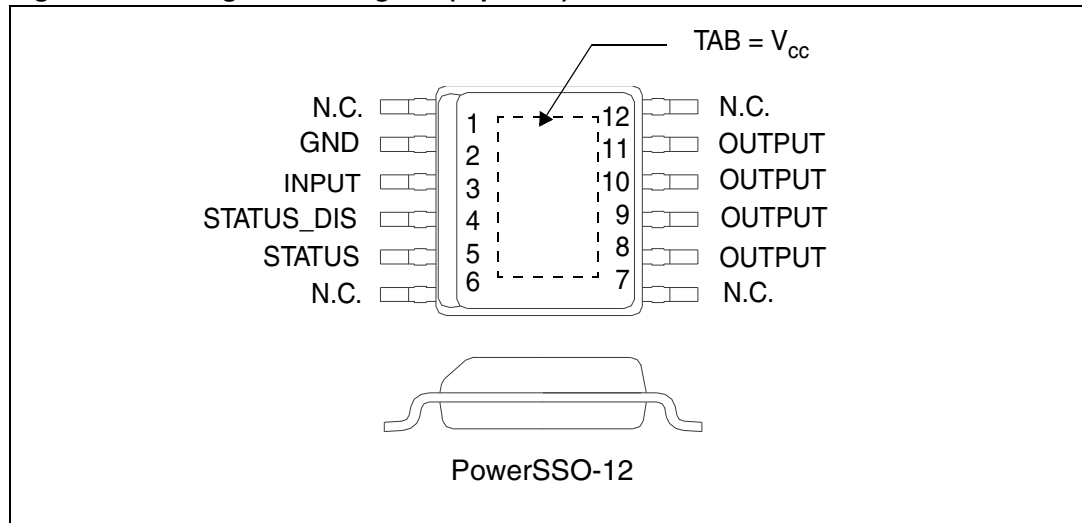 TAB = Vcc
N.C. 1 12 N.C.
GND 2 11 OUTPUT
INPUT 3 10 OUTPUT
STATUS_DIS 4 9 OUTPUT
STATUS 5 8 OUTPUT
N.C. 6 7 N.C.
PowerSSO-12